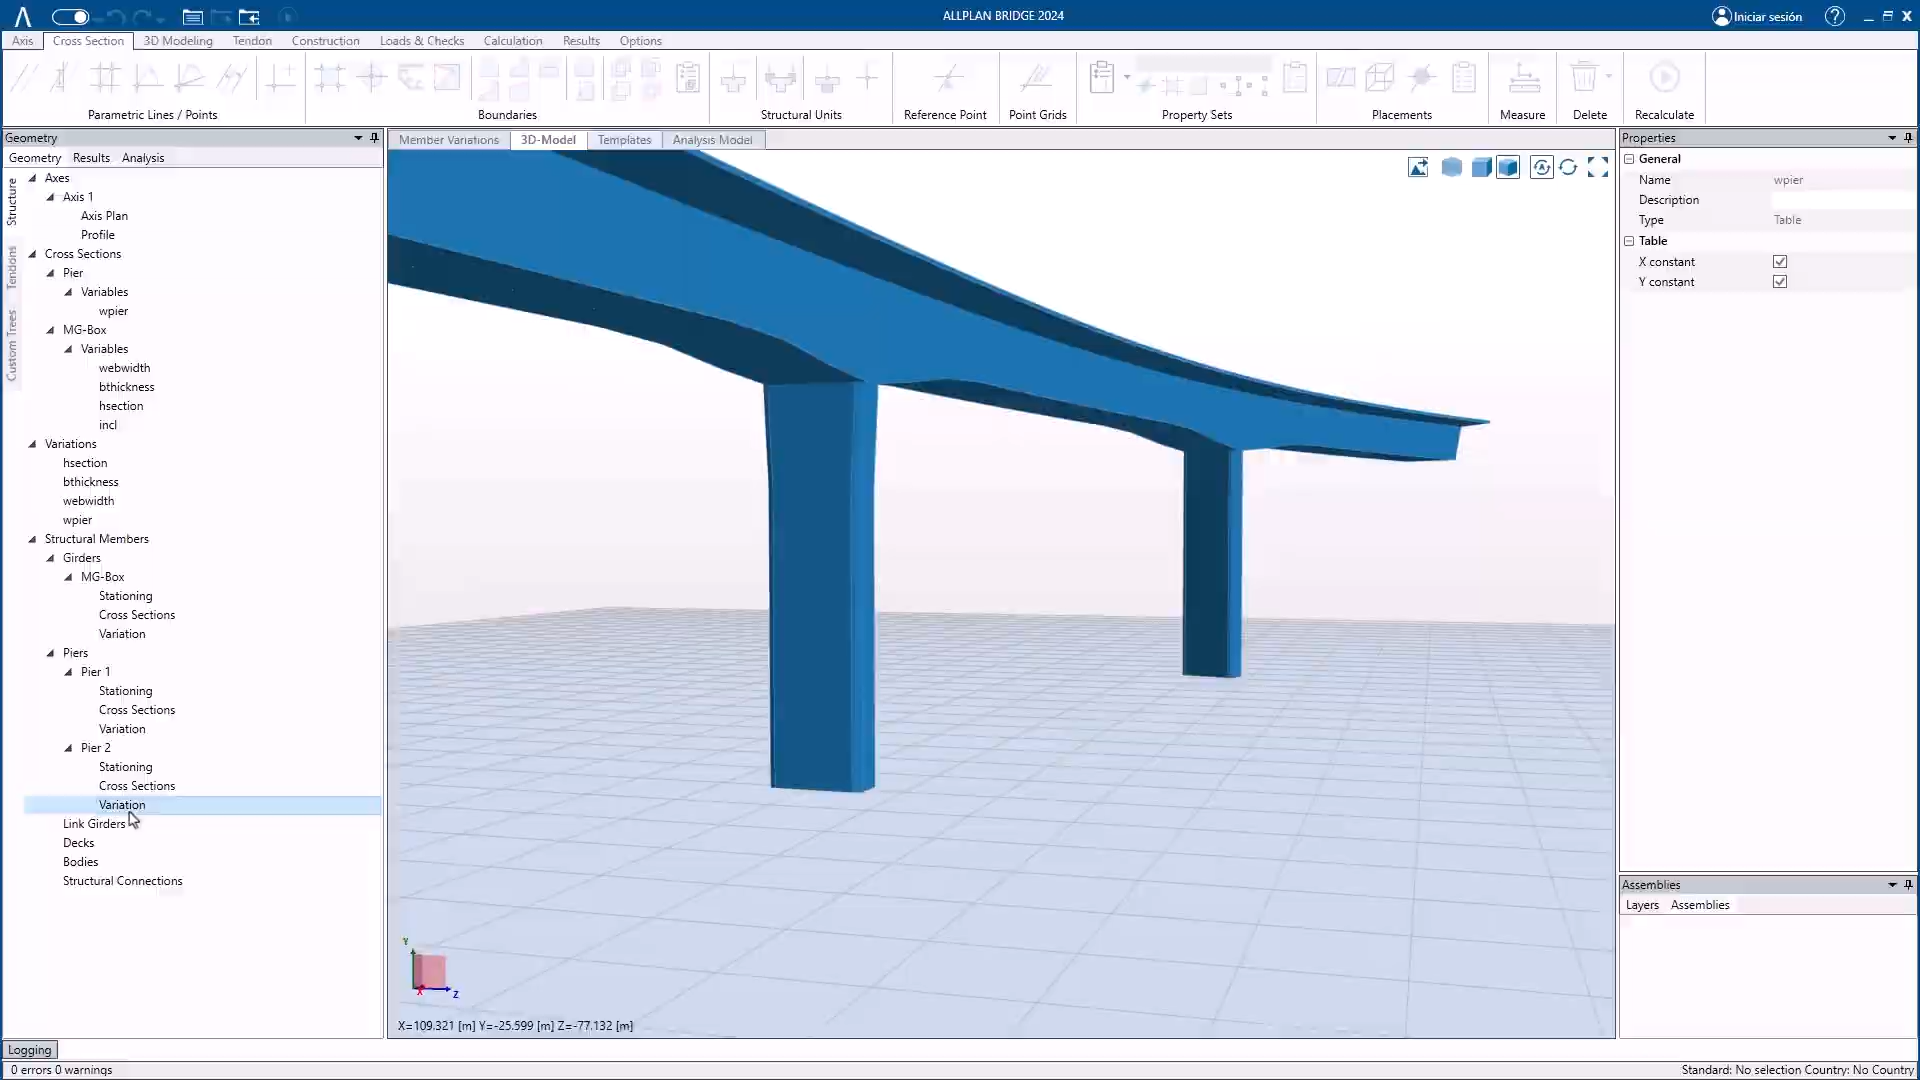 ALLPLAN BRIDGE 2024
Iniciar sesión
Axis Cross Section 3D Modeling Tendon Construction Loads & Checks Calculation Results Options
Parametric Lines / Points Boundaries Structural Units Reference Point Point Grids Property Sets Placements Measure Delete Recalculate
Geometry
Geometry Results Analysis
Structure
Tendons
Custom Trees
Axes
Axis 1
Axis Plan
Profile
Cross Sections
Pier
Variables
wpier
MG-Box
Variables
webwidth
bthickness
hsection
incl
Variations
hsection
bthickness
webwidth
wpier
Structural Members
Girders
MG-Box
Stationing
Cross Sections
Variation
Piers
Pier 1
Stationing
Cross Sections
Variation
Pier 2
Stationing
Cross Sections
Variation
Link Girders
Decks
Bodies
Structural Connections
Member Variations 3D-Model Templates Analysis Model
Y
X
Z
X=109.321 [m] Y=-25.599 [m] Z=-77.132 [m]
Properties
General
Name wpier
Description
Type Table
Table
X constant
Y constant
Assemblies
Layers Assemblies
Logging
0 errors 0 warnings
Standard: No selection Country: No Country